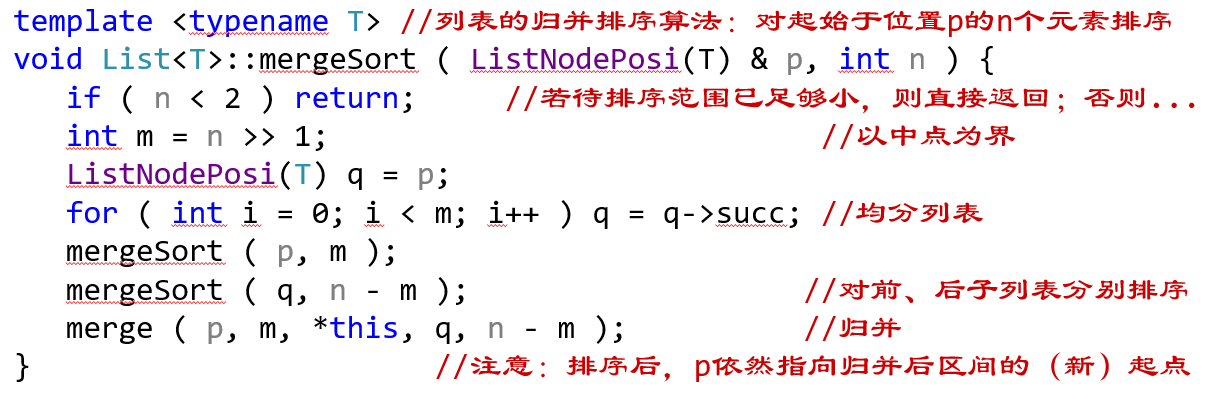 template <typename T> //列表的归并排序算法：对起始于位置p的n个元素排序
void List<T>::mergeSort ( ListNodePosi(T) & p, int n ) {
if ( n < 2 ) return; //若待排序范围已足够小，则直接返回；否则...
int m = n >> 1; //以中点为界
ListNodePosi(T) q = p;
for ( int i = 0; i < m; i++ ) q = q->succ; //均分列表
mergeSort ( p, m );
mergeSort ( q, n - m ); //对前、后子列表分别排序
merge ( p, m, *this, q, n - m ); //归并
} //注意：排序后，p依然指向归并后区间的（新）起点